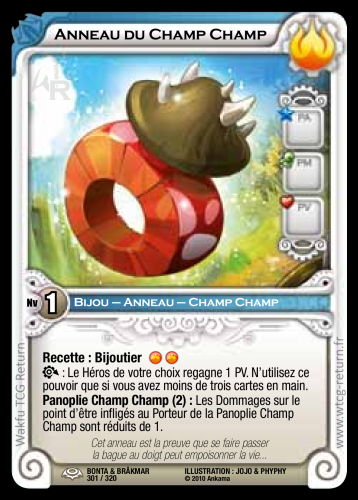 ANNEAU DU CHAMP CHAMP
W
R
PA
PM
PV
Nv 1
BIJOU – ANNEAU – CHAMP CHAMP
Recette : Bijoutier
: Le Héros de votre choix regagne 1 PV. N'utilisez ce
pouvoir que si vous avez moins de trois cartes en main.
Panoplie Champ Champ (2) : Les Dommages sur le
point d'être infligés au Porteur de la Panoplie Champ
Champ sont réduits de 1.
Cet anneau est la preuve que se faire passer
la bague au doigt peut empoisonner la vie...
BONTA & BRÂKMAR
301 / 320
ILLUSTRATION : JOJO & PHYPHY
© 2010 Ankama
Wakfu TCG Return
www.wtcg-return.fr